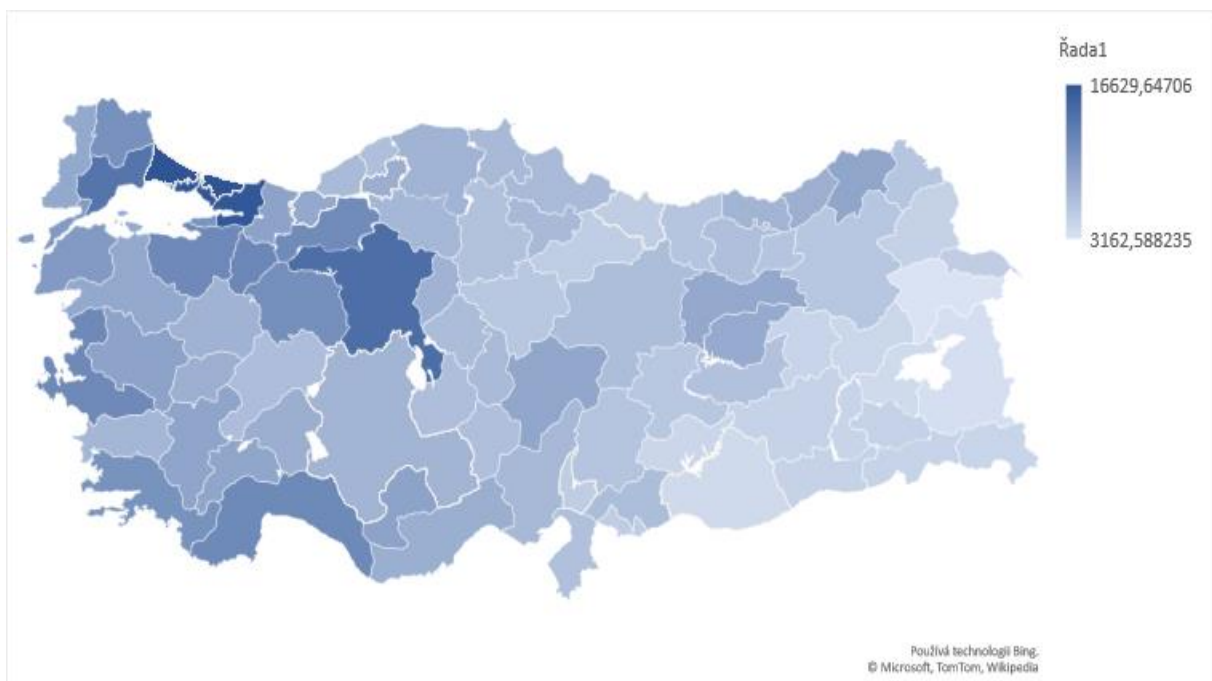 Řada1
16629,64706
3162,588235
Používá technologii Bing.
© Microsoft, TomTom, Wikipedia